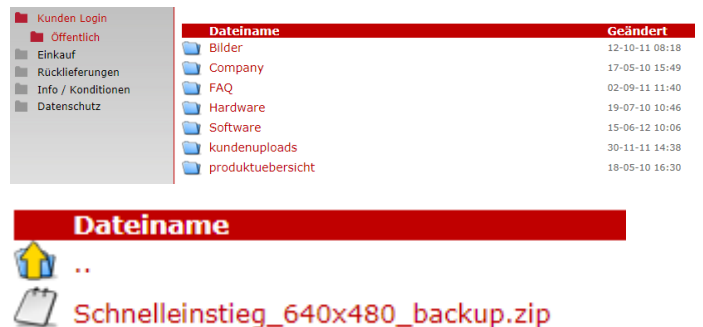 Kunden Login
Öffentlich
Einkauf
Rücklieferungen
Info / Konditionen
Datenschutz
Dateiname Geändert
Bilder 12-10-11 08:18
Company 17-05-10 15:49
FAQ 02-09-11 11:40
Hardware 19-07-10 10:46
Software 15-06-12 10:06
kundenuploads 30-11-11 14:38
produktuebersicht 18-05-10 16:30
Dateiname
..
Schnelleinstieg_640x480_backup.zip